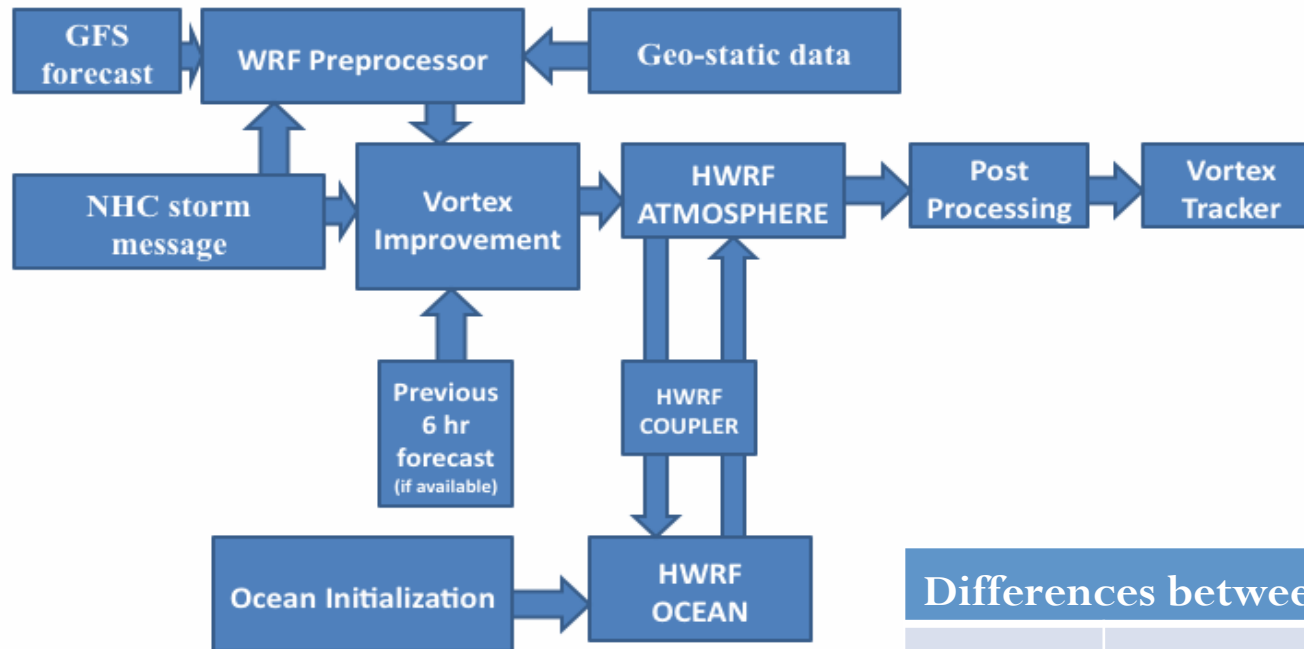 GFS
forecast
WRF Preprocessor
Geo-static data
NHC storm
message
Vortex
Improvement
HWRF
ATMOSPHERE
Post
Processing
Vortex
Tracker
Previous
6 hr
forecast
(if available)
HWRF
COUPLER
Ocean Initialization
HWRF
OCEAN
Differences